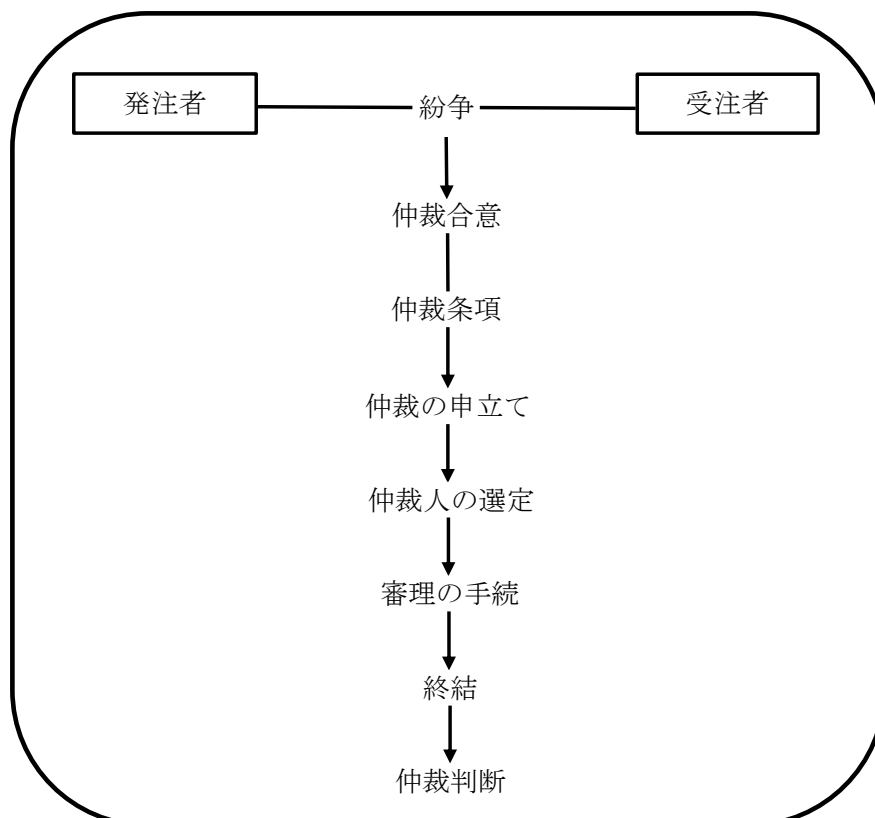 発注者
紛争
受注者
仲裁合意
仲裁条項
仲裁の申立て
仲裁人の選定
審理の手続
終結
仲裁判断